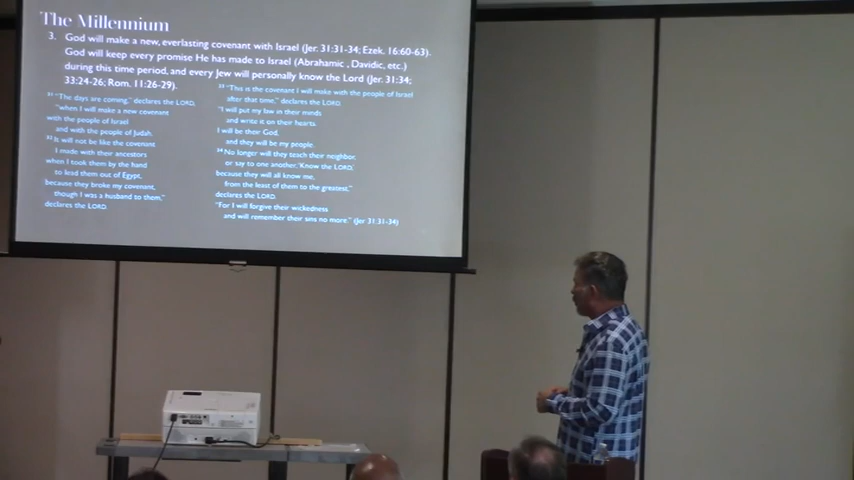 The Millennium
3. God will make a new, everlasting covenant with Israel (Jer. 31:31-34; Ezek. 16:60-63).
God will keep every promise He has made to Israel (Abrahamic, Davidic, etc.)
during this time period, and every Jew will personally know the Lord (Jer. 31:34;
33:24-26; Rom. 11:26-29).
31 "The days are coming," declares the LORD,
"when I will make a new covenant
with the people of Israel
and with the people of Judah.
32 It will not be like the covenant
I made with their ancestors
when I took them by the hand
to lead them out of Egypt,
because they broke my covenant,
though I was a husband to them,"
declares the LORD.
33 "This is the covenant I will make with the people of Israel
after that time," declares the LORD.
"I will put my law in their minds
and write it on their hearts.
I will be their God,
and they will be my people.
34 No longer will they teach their neighbor,
or say to one another, 'Know the LORD,'
because they will all know me,
from the least of them to the greatest,"
declares the LORD.
"For I will forgive their wickedness
and will remember their sins no more." (Jer 31:31-34)